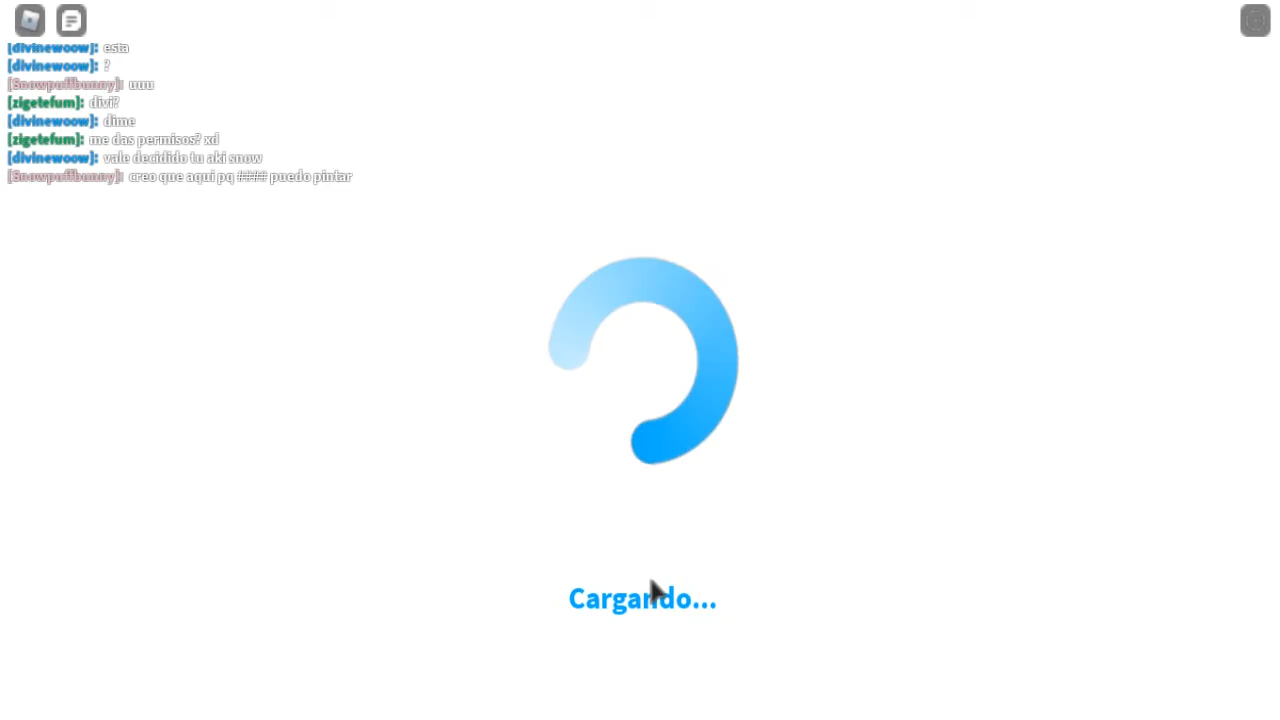 [divinewoow]: esta
[divinewoow]: ?
[Snowpuffbunny]: uuu
[zigetefum]: divi?
[divinewoow]: dime
[zigetefum]: me das permisos? xd
[divinewoow]: vale decidido tu aki snow
[Snowpuffbunny]: creo que aqui pq #### puedo pintar
Cargando...